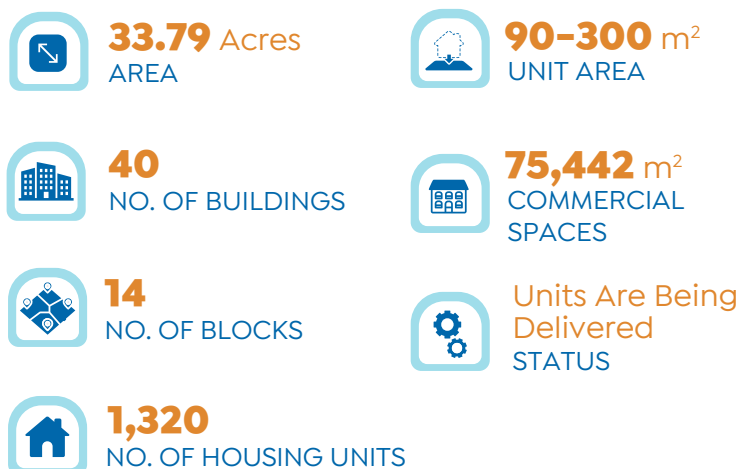 33.79 Acres
AREA
40
NO. OF BUILDINGS
14
NO. OF BLOCKS
1,320
NO. OF HOUSING UNITS
90-300 m²
UNIT AREA
75,442 m²
COMMERCIAL
SPACES
Units Are Being
Delivered
STATUS